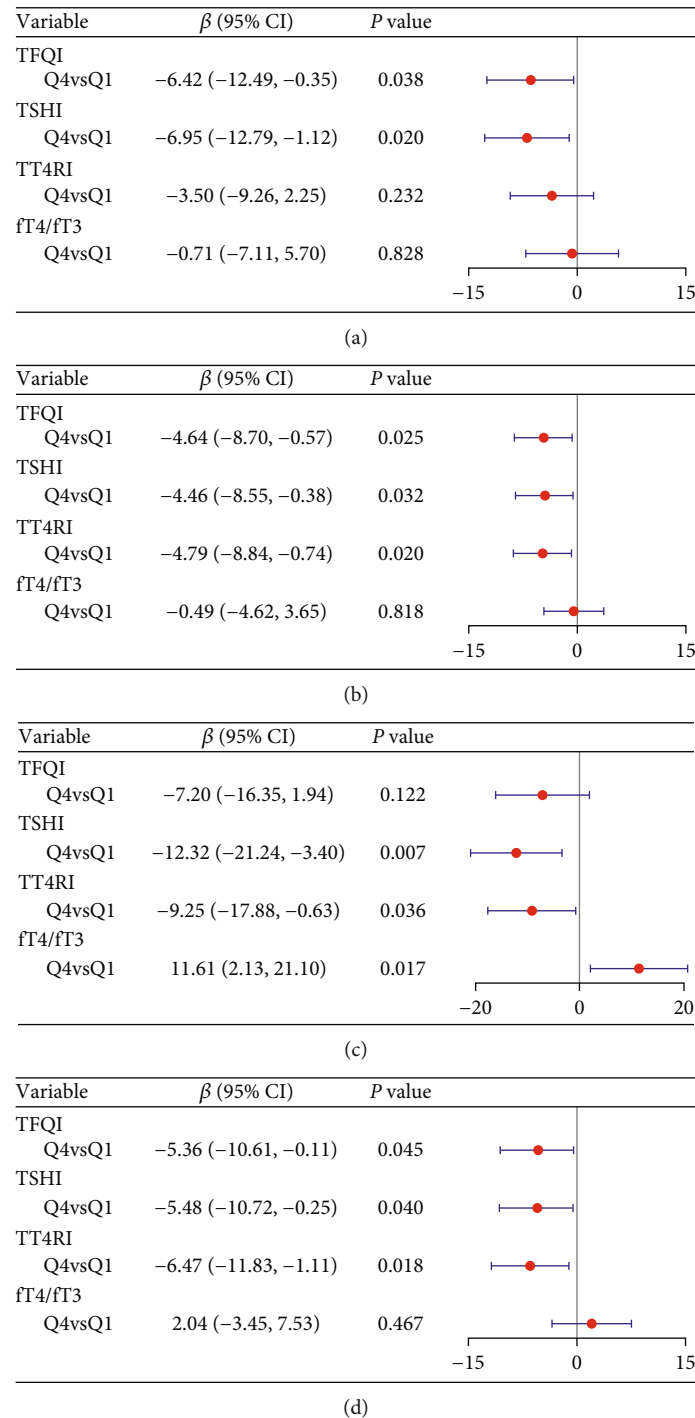 Variable β (95% CI) P value
TFQI
Q4vsQ1 −6.42 (−12.49, −0.35) 0.038
TSHI
Q4vsQ1 −6.95 (−12.79, −1.12) 0.020
TT4RI
Q4vsQ1 −3.50 (−9.26, 2.25) 0.232
fT4/fT3
Q4vsQ1 −0.71 (−7.11, 5.70) 0.828
−15 0 15
(a)
Variable β (95% CI) P value
TFQI
Q4vsQ1 −4.64 (−8.70, −0.57) 0.025
TSHI
Q4vsQ1 −4.46 (−8.55, −0.38) 0.032
TT4RI
Q4vsQ1 −4.79 (−8.84, −0.74) 0.020
fT4/fT3
Q4vsQ1 −0.49 (−4.62, 3.65) 0.818
−15 0 15
(b)
Variable β (95% CI) P value
TFQI
Q4vsQ1 −7.20 (−16.35, 1.94) 0.122
TSHI
Q4vsQ1 −12.32 (−21.24, −3.40) 0.007
TT4RI
Q4vsQ1 −9.25 (−17.88, −0.63) 0.036
fT4/fT3
Q4vsQ1 11.61 (2.13, 21.10) 0.017
−20 0 20
(c)
Variable β (95% CI) P value
TFQI
Q4vsQ1 −5.36 (−10.61, −0.11) 0.045
TSHI
Q4vsQ1 −5.48 (−10.72, −0.25) 0.040
TT4RI
Q4vsQ1 −6.47 (−11.83, −1.11) 0.018
fT4/fT3
Q4vsQ1 2.04 (−3.45, 7.53) 0.467
−15 0 15
(d)